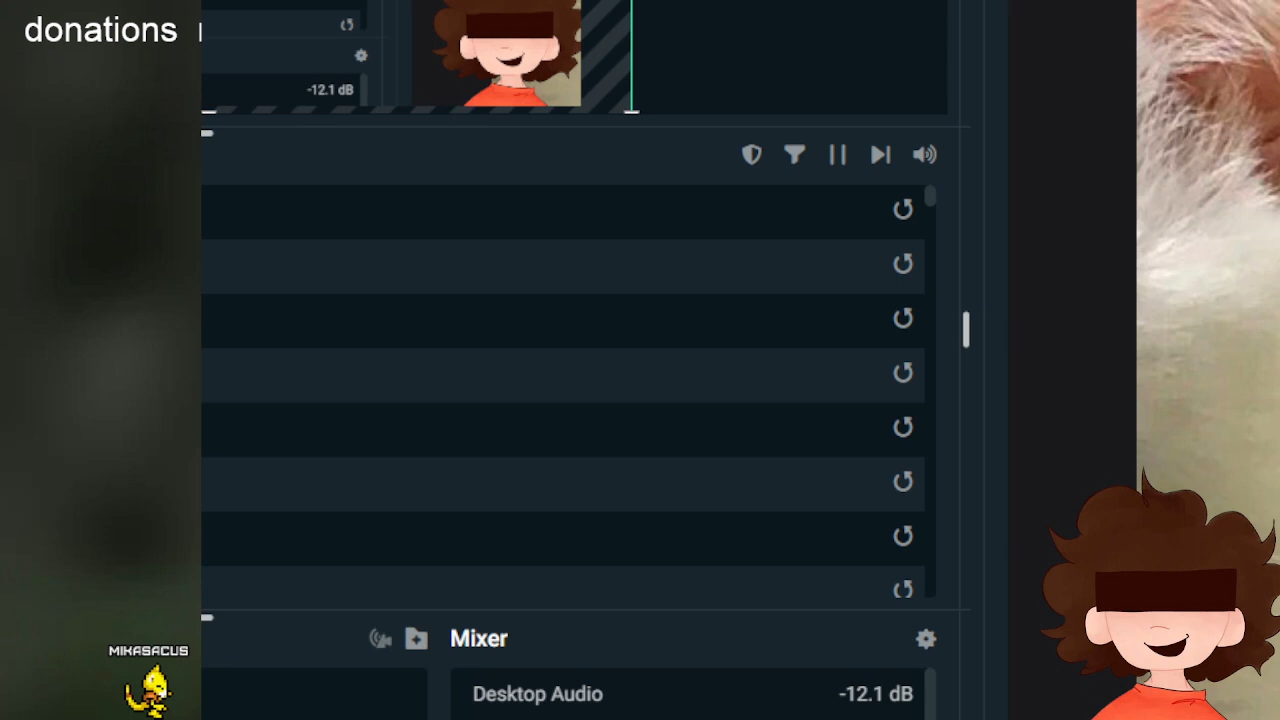 donations
-12.1 dB
MIKASACUS
Mixer
Desktop Audio
-12.1 dB